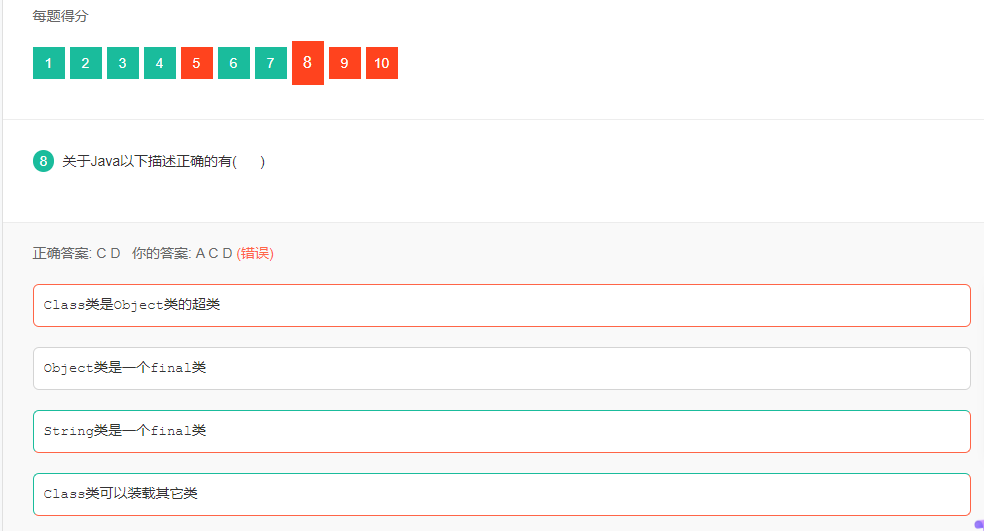 每题得分
1 2 3 4 5 6 7 8 9 10
8 关于Java以下描述正确的有( )
正确答案: C D 你的答案: A C D (错误)
Class类是Object类的超类
Object类是一个final类
String类是一个final类
Class类可以装载其它类